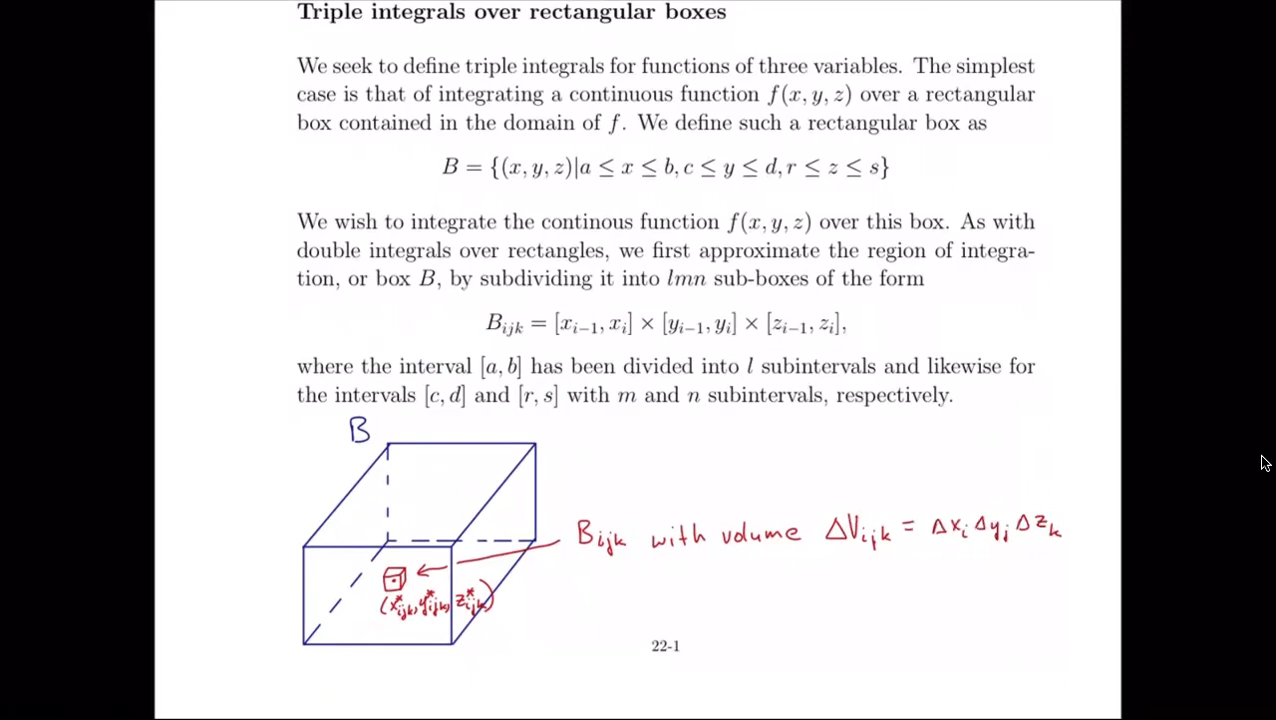 Triple integrals over rectangular boxes
We seek to define triple integrals for functions of three variables. The simplest
case is that of integrating a continuous function f(x, y, z) over a rectangular
box contained in the domain of f. We define such a rectangular box as
B = {(x, y, z)|a ≤ x ≤ b, c ≤ y ≤ d, r ≤ z ≤ s}
We wish to integrate the continous function f(x, y, z) over this box. As with
double integrals over rectangles, we first approximate the region of integra-
tion, or box B, by subdividing it into lmn sub-boxes of the form
B_{ijk} = [x_{i−1}, x_i] × [y_{i−1}, y_i] × [z_{i−1}, z_i],
where the interval [a, b] has been divided into l subintervals and likewise for
the intervals [c, d] and [r, s] with m and n subintervals, respectively.
B
B_{ijk} with volume ΔV_{ijk} = Δx_i Δy_j Δz_k
(x*_{ijk}, y*_{ijk}, z*_{ijk})
22-1